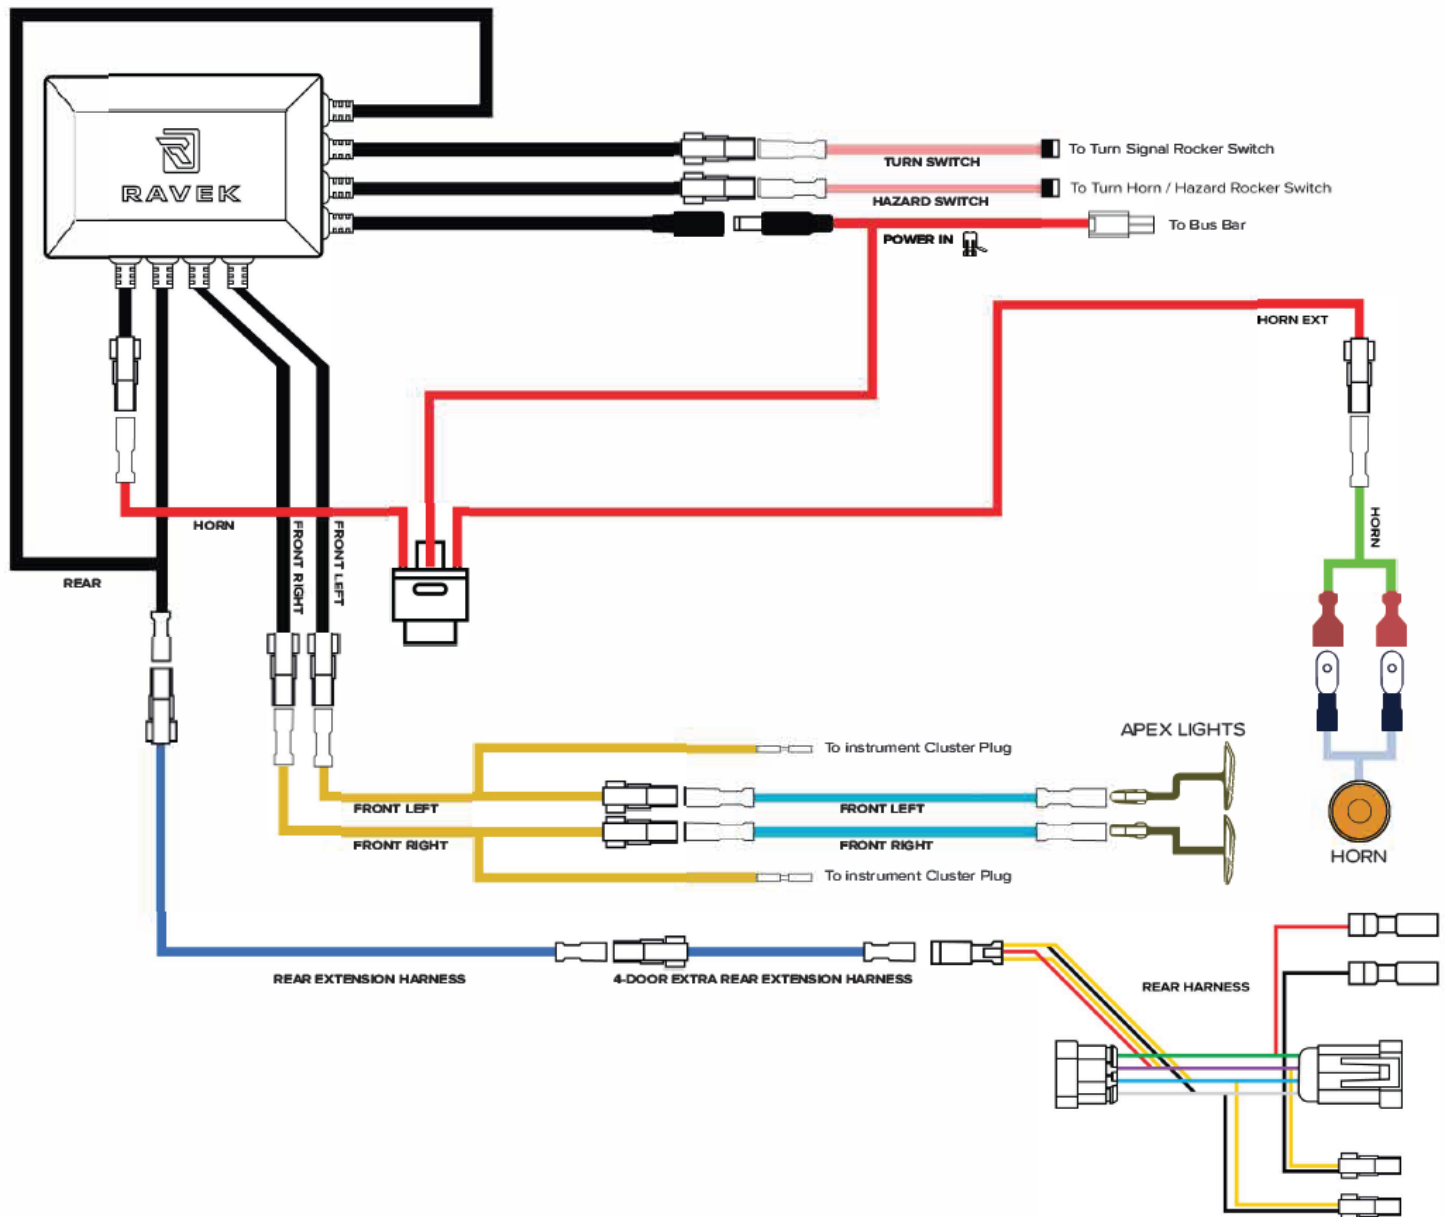 RAVEK
TURN SWITCH
To Turn Signal Rocker Switch
HAZARD SWITCH
To Turn Horn / Hazard Rocker Switch
POWER IN
To Bus Bar
HORN EXT
HORN
HORN
FRONT RIGHT
FRONT LEFT
REAR
To instrument Cluster Plug
APEX LIGHTS
FRONT LEFT
FRONT LEFT
FRONT RIGHT
FRONT RIGHT
HORN
To instrument Cluster Plug
REAR EXTENSION HARNESS
4-DOOR EXTRA REAR EXTENSION HARNESS
REAR HARNESS